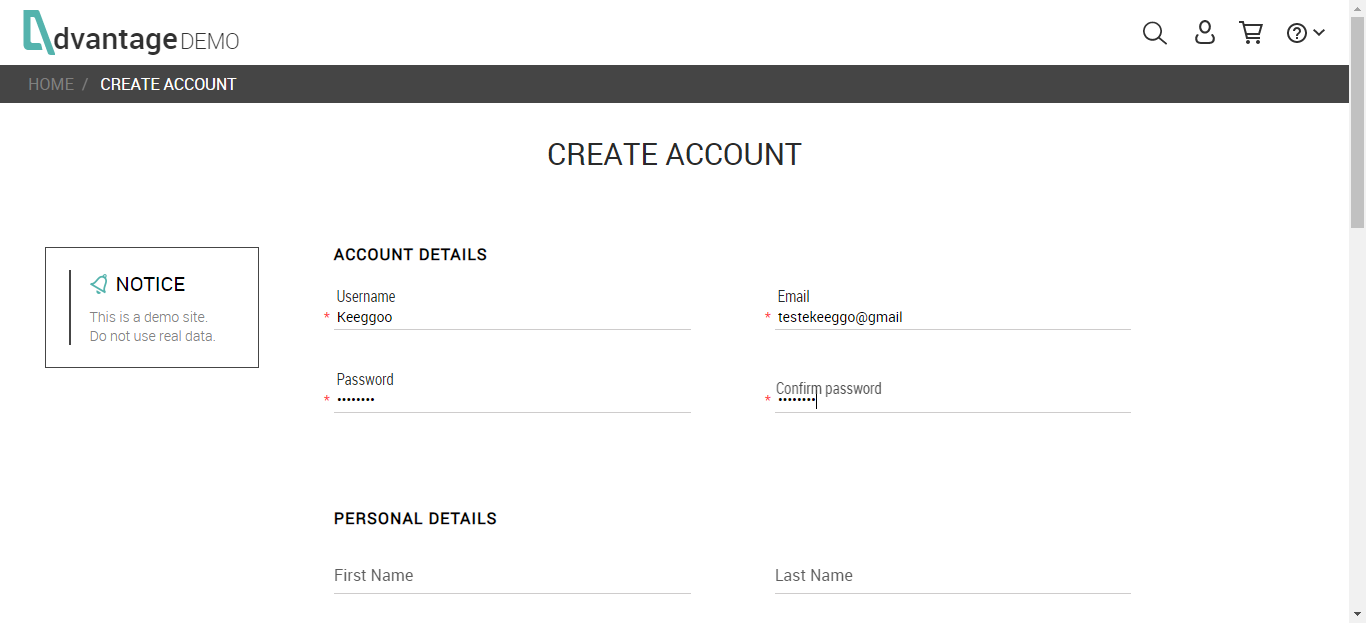 dvantage DEMO
HOME / CREATE ACCOUNT
CREATE ACCOUNT
NOTICE
This is a demo site.
Do not use real data.
ACCOUNT DETAILS
Username
* Keeggoo
Email
* testekeeggo@gmail
Password
* ••••••••
Confirm password
* ••••••••
PERSONAL DETAILS
First Name
Last Name